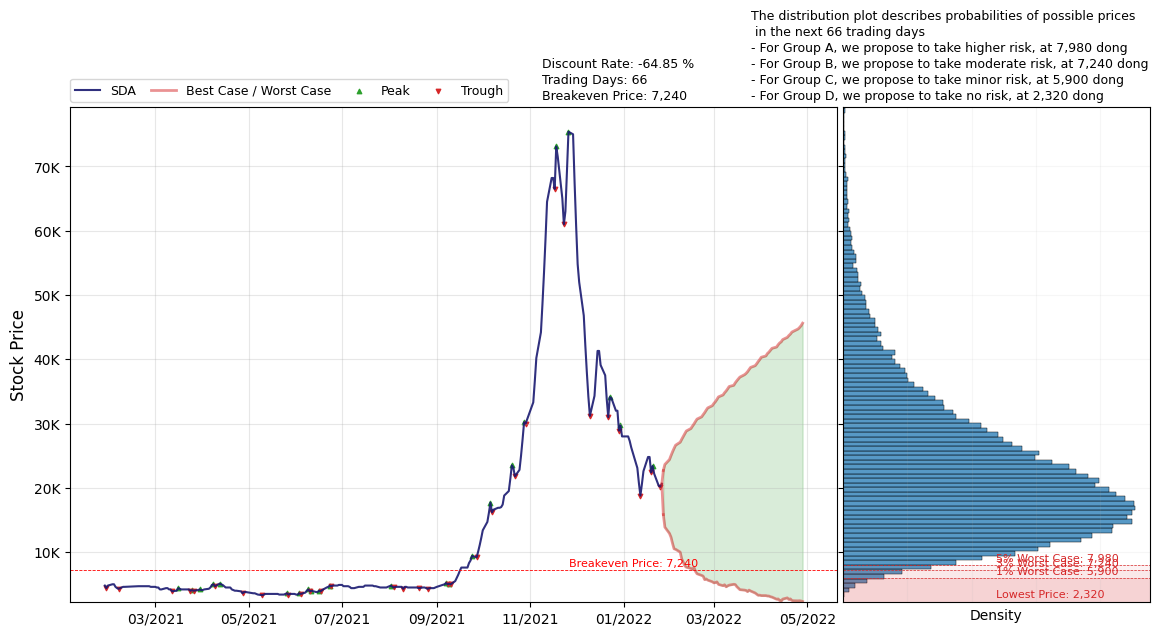 The distribution plot describes probabilities of possible prices
in the next 66 trading days
- For Group A, we propose to take higher risk, at 7,980 dong
- For Group B, we propose to take moderate risk, at 7,240 dong
- For Group C, we propose to take minor risk, at 5,900 dong
- For Group D, we propose to take no risk, at 2,320 dong
Discount Rate: -64.85 %
Trading Days: 66
Breakeven Price: 7,240
SDA
Best Case / Worst Case
Peak
Trough
Stock Price
70K
60K
50K
40K
30K
20K
10K
Breakeven Price: 7,240
5% Worst Case: 7,980
3% Worst Case: 7,240
1% Worst Case: 5,900
Lowest Price: 2,320
03/2021
05/2021
07/2021
09/2021
11/2021
01/2022
03/2022
05/2022
Density